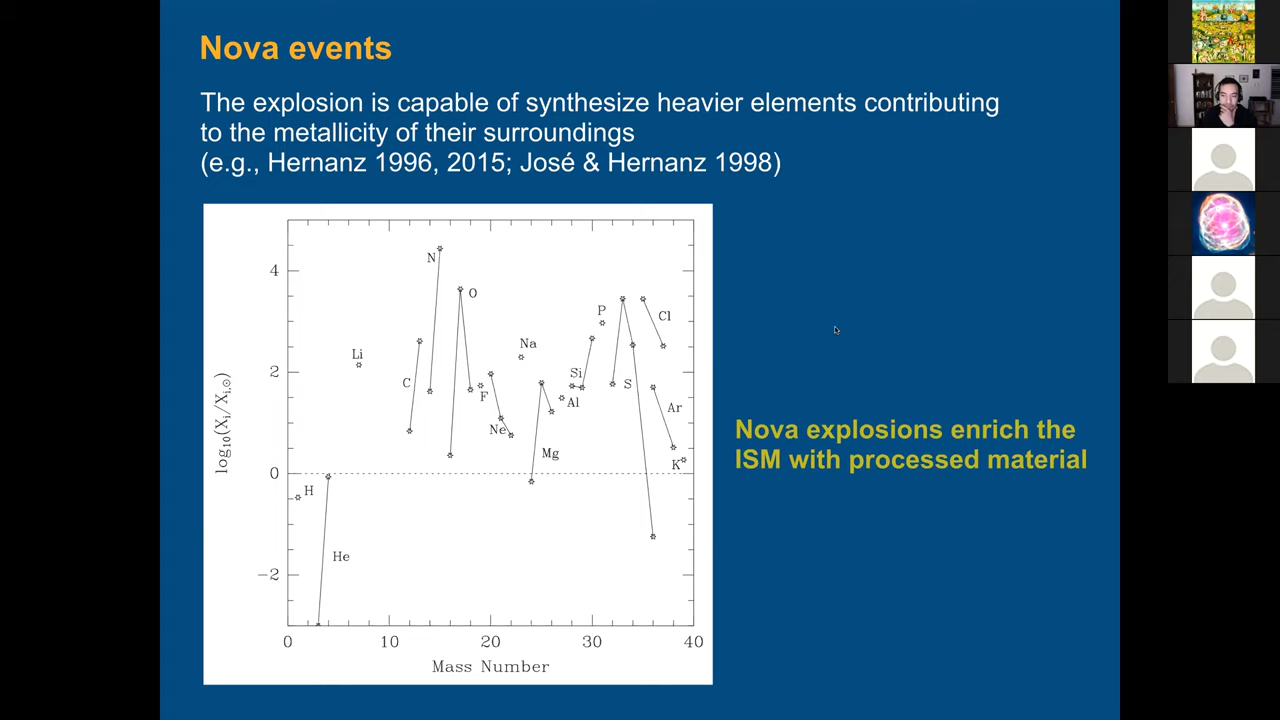 Nova events
The explosion is capable of synthesize heavier elements contributing
to the metallicity of their surroundings
(e.g., Hernanz 1996, 2015; José & Hernanz 1998)
N
O
P
Cl
Na
Li
Si
C
S
F
Al
Ar
Ne
Mg
K
H
He
4
2
0
−2
log10(Xi/Xi,⊙)
0
10
20
30
40
Mass Number
Nova explosions enrich the
ISM with processed material